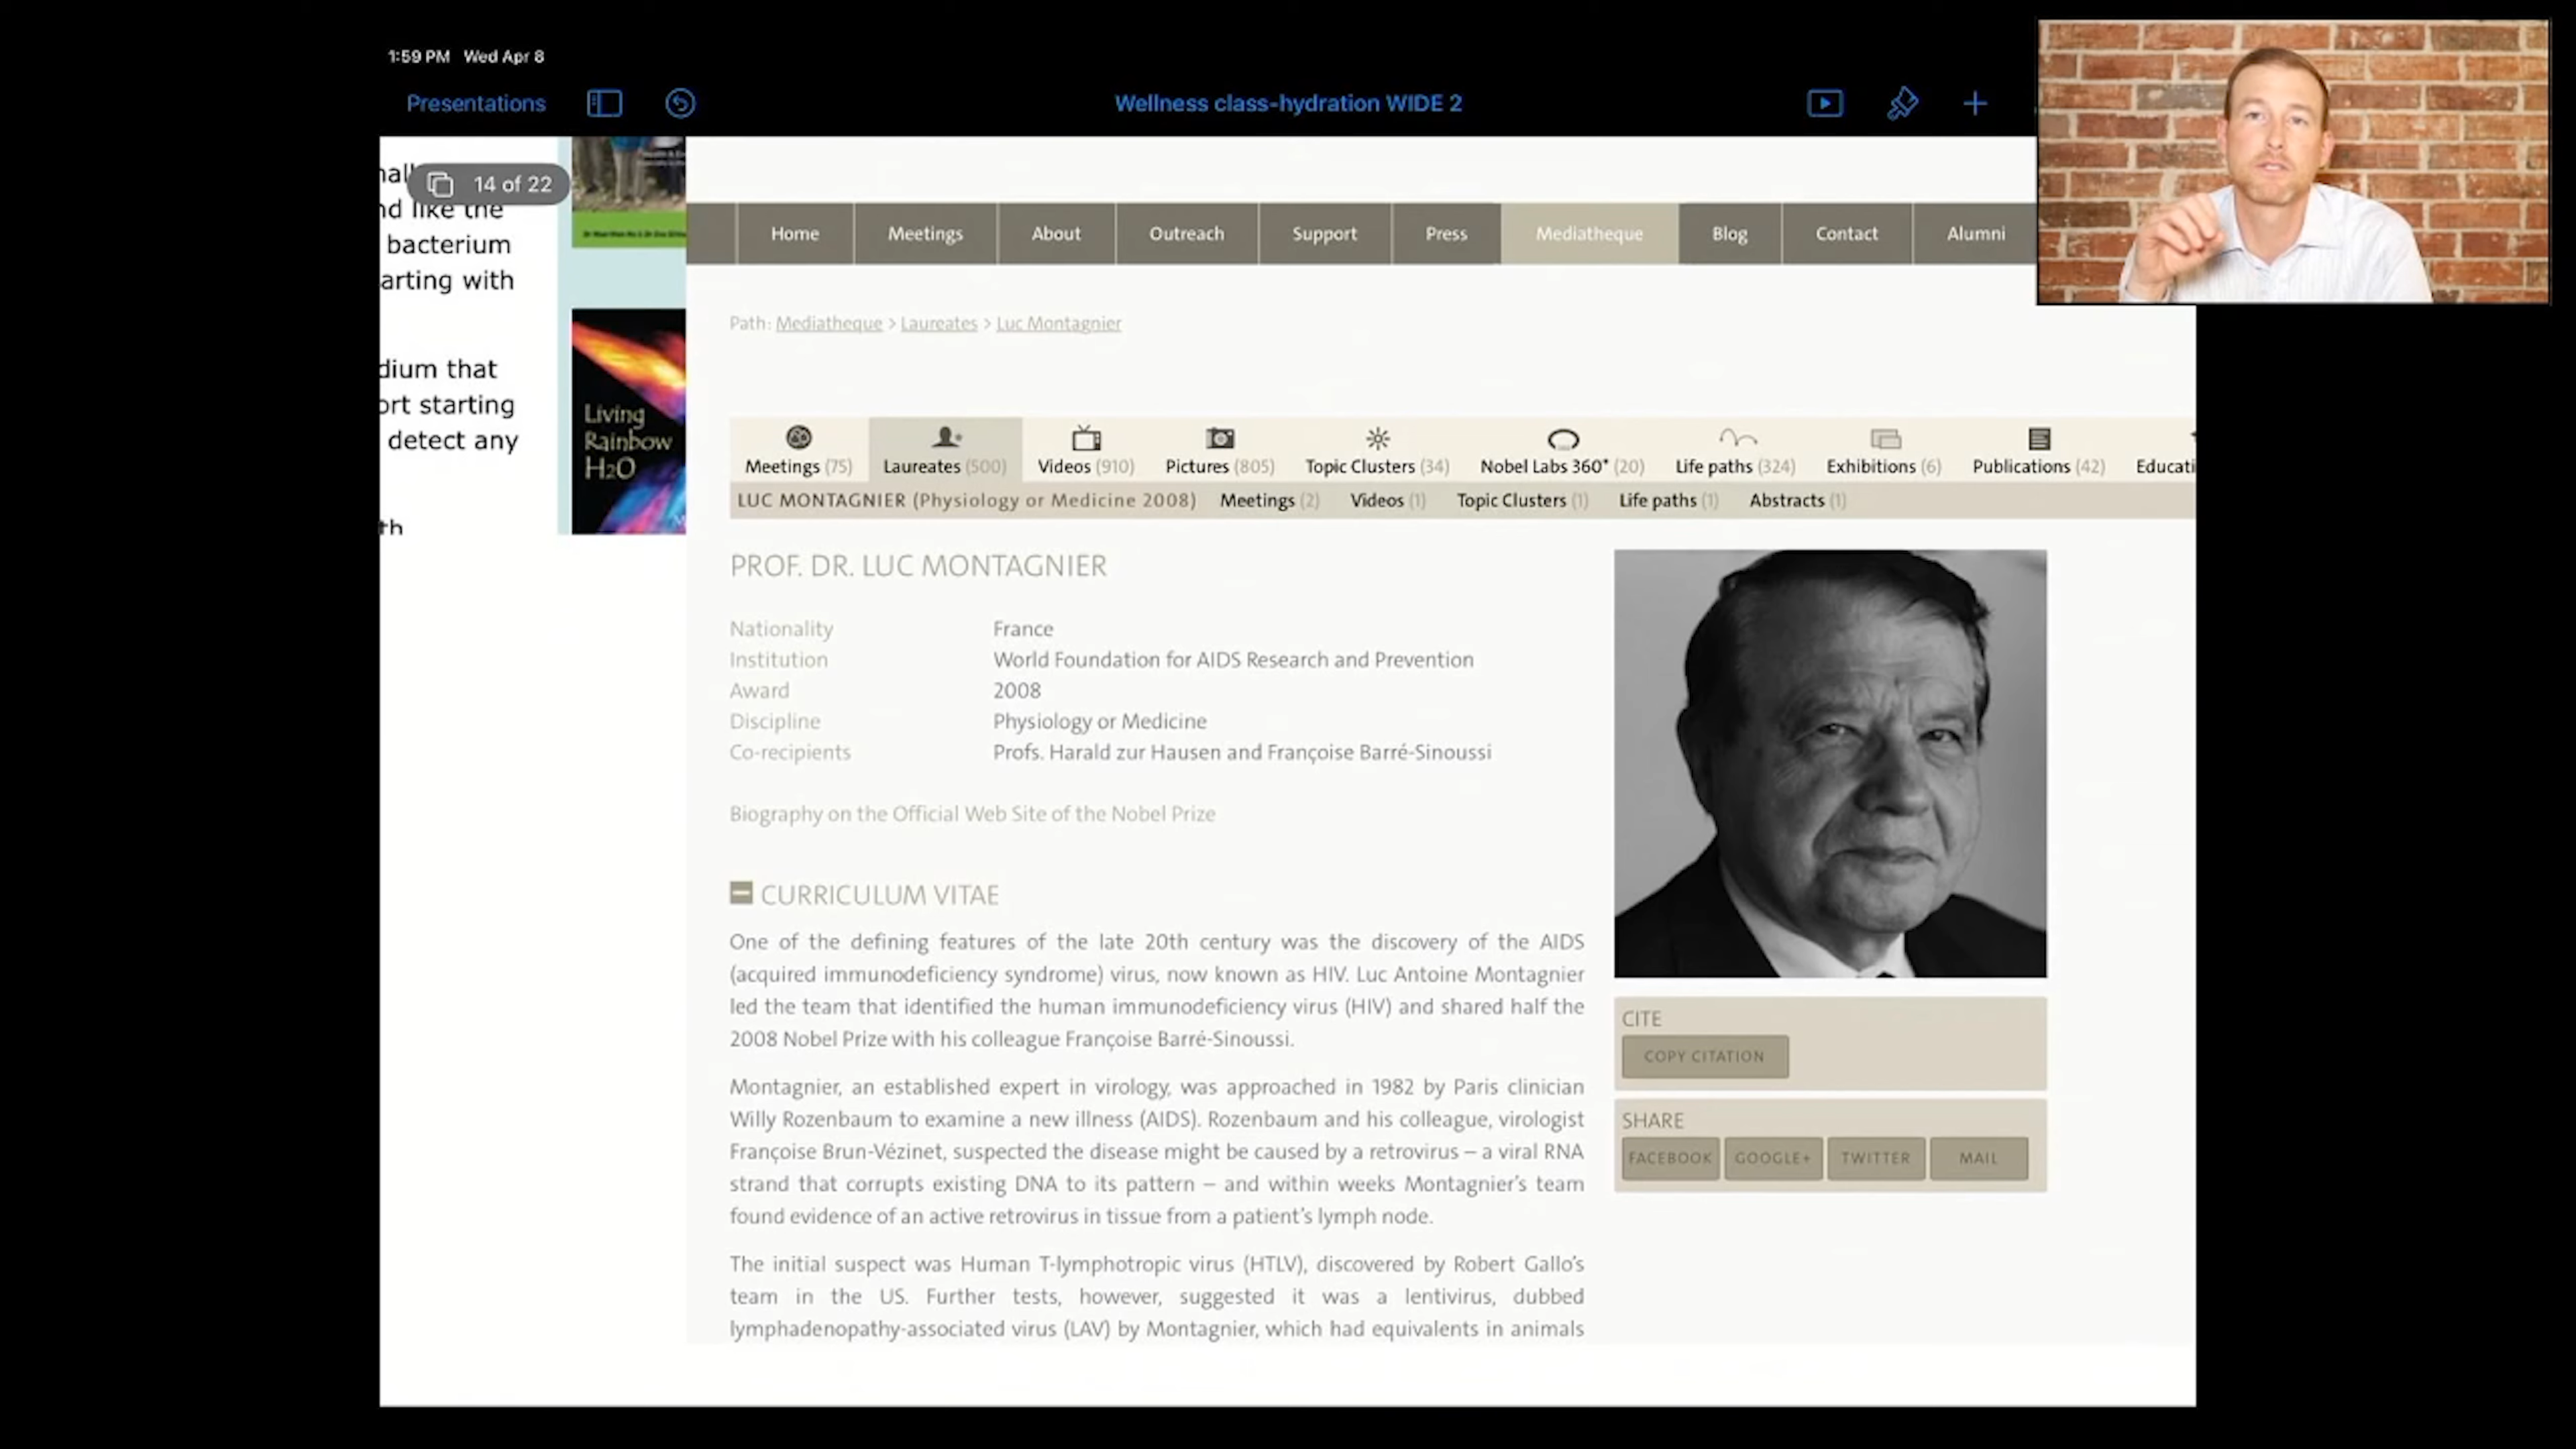 1:59 PM Wed Apr 8
Presentations
Wellness class-hydration WIDE 2
14 of 22
nd like the
bacterium
arting with
dium that
ort starting
detect any
th
Living
Rainbow
H2O
Home Meetings About Outreach Support Press Mediatheque Blog Contact Alumni
Path: Mediatheque > Laureates > Luc Montagnier
Meetings (75) Laureates (500) Videos (910) Pictures (805) Topic Clusters (34) Nobel Labs 360° (20) Life paths (324) Exhibitions (6) Publications (42) Educati
LUC MONTAGNIER (Physiology or Medicine 2008) Meetings (2) Videos (1) Topic Clusters (1) Life paths (1) Abstracts (1)
PROF. DR. LUC MONTAGNIER
Nationality France
Institution World Foundation for AIDS Research and Prevention
Award 2008
Discipline Physiology or Medicine
Co-recipients Profs. Harald zur Hausen and Françoise Barré-Sinoussi
Biography on the Official Web Site of the Nobel Prize
CURRICULUM VITAE
One of the defining features of the late 20th century was the discovery of the AIDS
(acquired immunodeficiency syndrome) virus, now known as HIV. Luc Antoine Montagnier
led the team that identified the human immunodeficiency virus (HIV) and shared half the
2008 Nobel Prize with his colleague Françoise Barré-Sinoussi.
Montagnier, an established expert in virology, was approached in 1982 by Paris clinician
Willy Rozenbaum to examine a new illness (AIDS). Rozenbaum and his colleague, virologist
Françoise Brun-Vézinet, suspected the disease might be caused by a retrovirus – a viral RNA
strand that corrupts existing DNA to its pattern – and within weeks Montagnier's team
found evidence of an active retrovirus in tissue from a patient's lymph node.
The initial suspect was Human T-lymphotropic virus (HTLV), discovered by Robert Gallo's
team in the US. Further tests, however, suggested it was a lentivirus, dubbed
lymphadenopathy-associated virus (LAV) by Montagnier, which had equivalents in animals
CITE
COPY CITATION
SHARE
FACEBOOK GOOGLE+ TWITTER MAIL